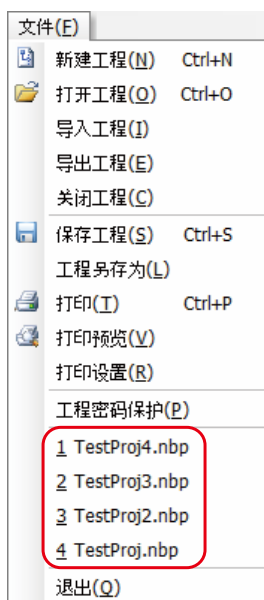 文件(F)
新建工程(N) Ctrl+N
打开工程(O) Ctrl+O
导入工程(I)
导出工程(E)
关闭工程(C)
保存工程(S) Ctrl+S
工程另存为(L)
打印(T) Ctrl+P
打印预览(V)
打印设置(R)
工程密码保护(P)
1 TestProj4.nbp
2 TestProj3.nbp
3 TestProj2.nbp
4 TestProj.nbp
退出(Q)